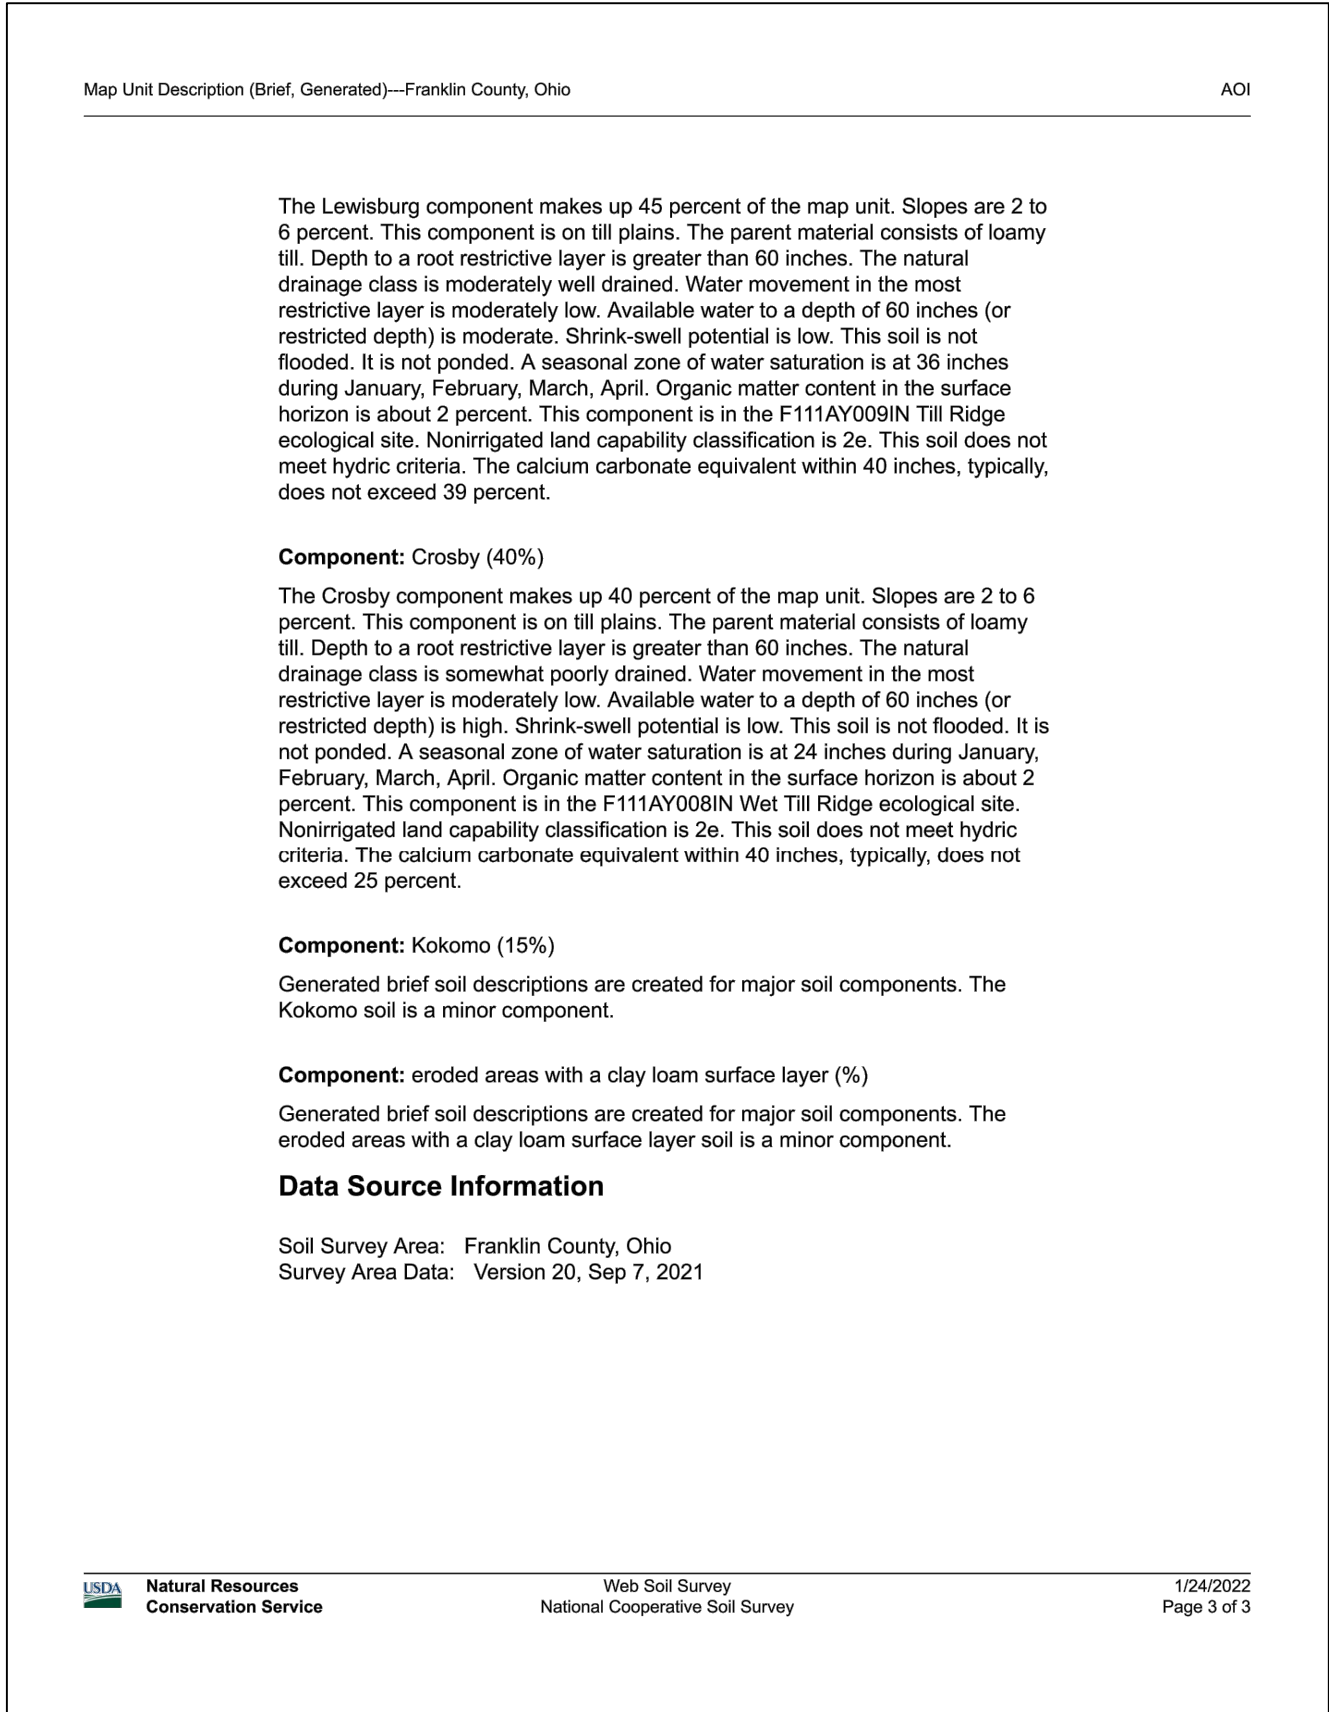 Map Unit Description (Brief, Generated)---Franklin County, Ohio
AOI
The Lewisburg component makes up 45 percent of the map unit. Slopes are 2 to
6 percent. This component is on till plains. The parent material consists of loamy
till. Depth to a root restrictive layer is greater than 60 inches. The natural
drainage class is moderately well drained. Water movement in the most
restrictive layer is moderately low. Available water to a depth of 60 inches (or
restricted depth) is moderate. Shrink-swell potential is low. This soil is not
flooded. It is not ponded. A seasonal zone of water saturation is at 36 inches
during January, February, March, April. Organic matter content in the surface
horizon is about 2 percent. This component is in the F111AY009IN Till Ridge
ecological site. Nonirrigated land capability classification is 2e. This soil does not
meet hydric criteria. The calcium carbonate equivalent within 40 inches, typically,
does not exceed 39 percent.
Component: Crosby (40%)
The Crosby component makes up 40 percent of the map unit. Slopes are 2 to 6
percent. This component is on till plains. The parent material consists of loamy
till. Depth to a root restrictive layer is greater than 60 inches. The natural
drainage class is somewhat poorly drained. Water movement in the most
restrictive layer is moderately low. Available water to a depth of 60 inches (or
restricted depth) is high. Shrink-swell potential is low. This soil is not flooded. It is
not ponded. A seasonal zone of water saturation is at 24 inches during January,
February, March, April. Organic matter content in the surface horizon is about 2
percent. This component is in the F111AY008IN Wet Till Ridge ecological site.
Nonirrigated land capability classification is 2e. This soil does not meet hydric
criteria. The calcium carbonate equivalent within 40 inches, typically, does not
exceed 25 percent.
Component: Kokomo (15%)
Generated brief soil descriptions are created for major soil components. The
Kokomo soil is a minor component.
Component: eroded areas with a clay loam surface layer (%)
Generated brief soil descriptions are created for major soil components. The
eroded areas with a clay loam surface layer soil is a minor component.
Data Source Information
Soil Survey Area: Franklin County, Ohio
Survey Area Data: Version 20, Sep 7, 2021
USDA
Natural Resources
Conservation Service
Web Soil Survey
National Cooperative Soil Survey
1/24/2022
Page 3 of 3